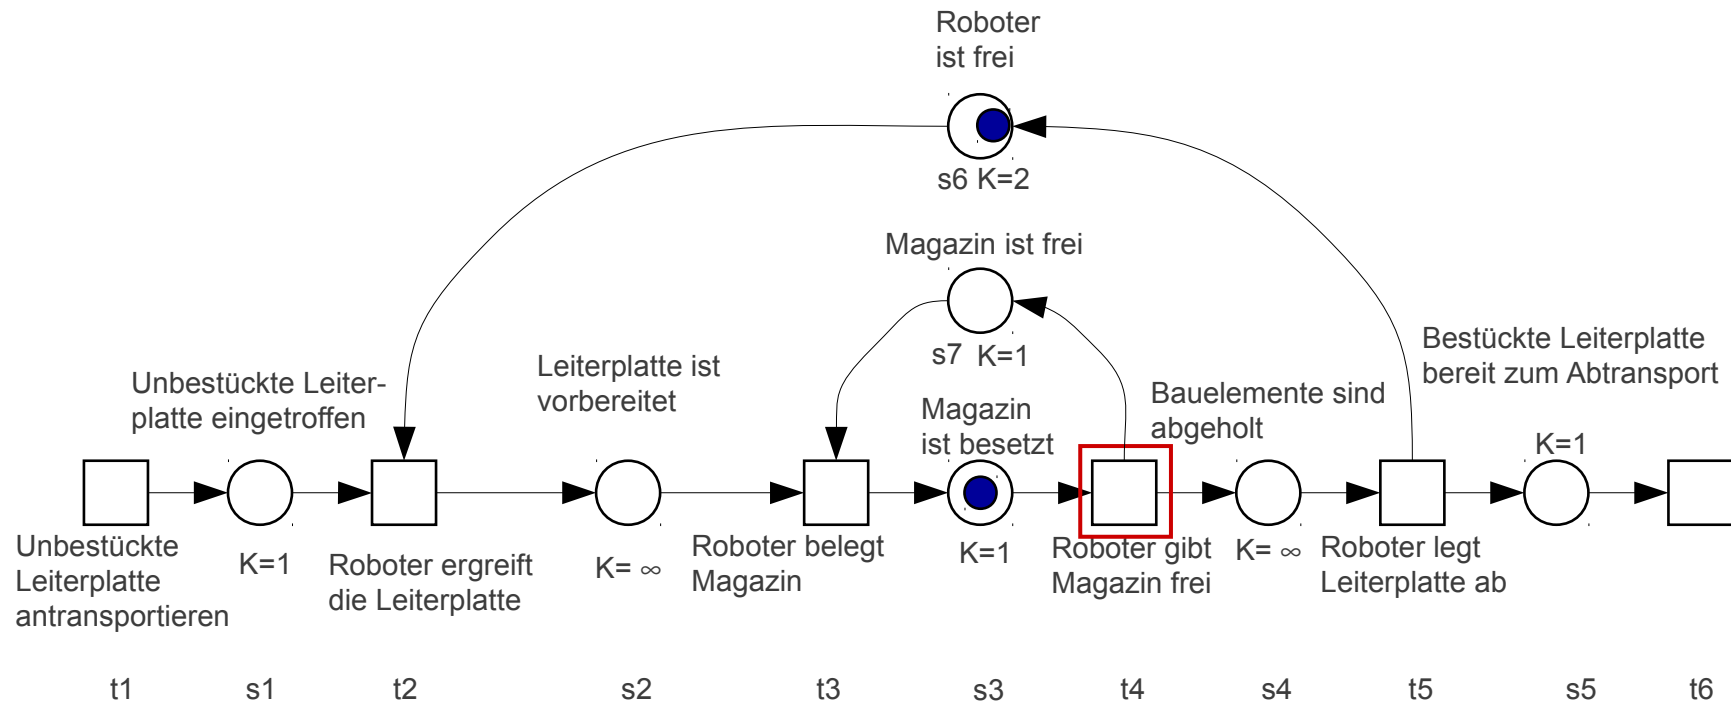 Roboter
ist frei
s6 K=2
Magazin ist frei
s7 K=1
Unbestückte Leiter-
platte eingetroffen
Leiterplatte ist
vorbereitet
Magazin
ist besetzt
Bauelemente sind
abgeholt
Bestückte Leiterplatte
bereit zum Abtransport
K=1
Unbestückte
Leiterplatte
antransportieren
K=1
Roboter ergreift
die Leiterplatte
K= ∞
Roboter belegt
Magazin
K=1
Roboter gibt
Magazin frei
K= ∞
Roboter legt
Leiterplatte ab
t1 s1 t2 s2 t3 s3 t4 s4 t5 s5 t6